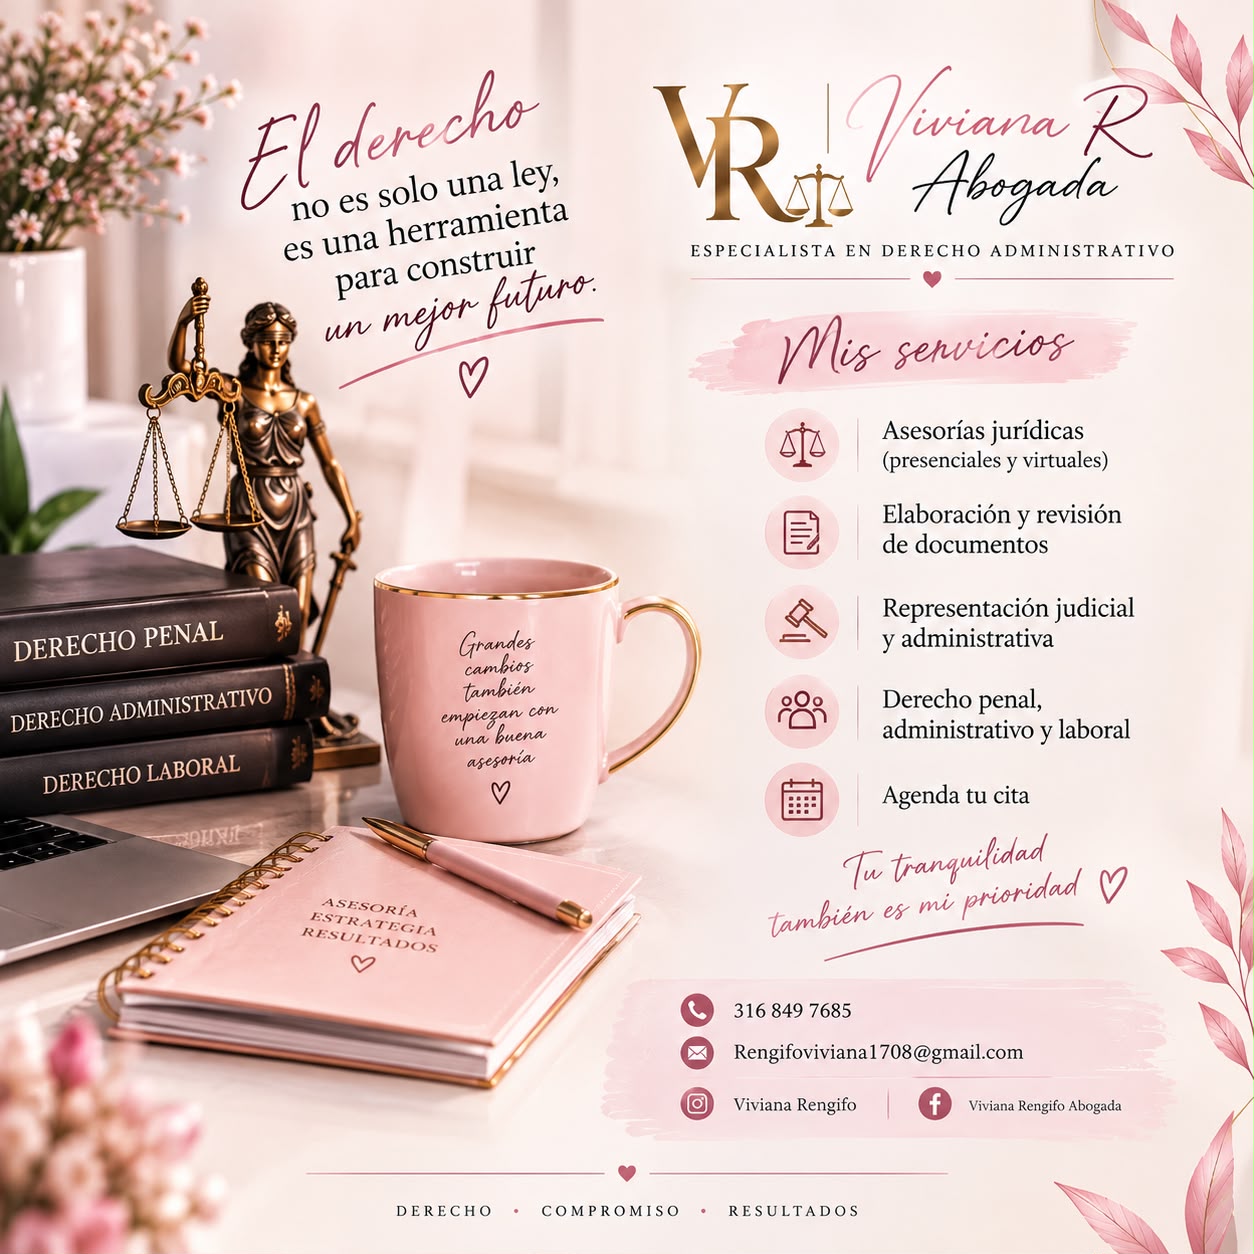 El derecho
no es solo una ley,
es una herramienta
para construir
un mejor futuro.
VR
Viviana R
Abogada
ESPECIALISTA EN DERECHO ADMINISTRATIVO
Mis servicios
Asesorías jurídicas
(presenciales y virtuales)
Elaboración y revisión
de documentos
Representación judicial
y administrativa
Derecho penal,
administrativo y laboral
Agenda tu cita
Tu tranquilidad
también es mi prioridad
DERECHO PENAL
DERECHO ADMINISTRATIVO
DERECHO LABORAL
Grandes
cambios
también
empiezan con
una buena
asesoría
ASESORÍA
ESTRATEGIA
RESULTADOS
316 849 7685
Rengifoviviana1708@gmail.com
Viviana Rengifo
Viviana Rengifo Abogada
DERECHO • COMPROMISO • RESULTADOS